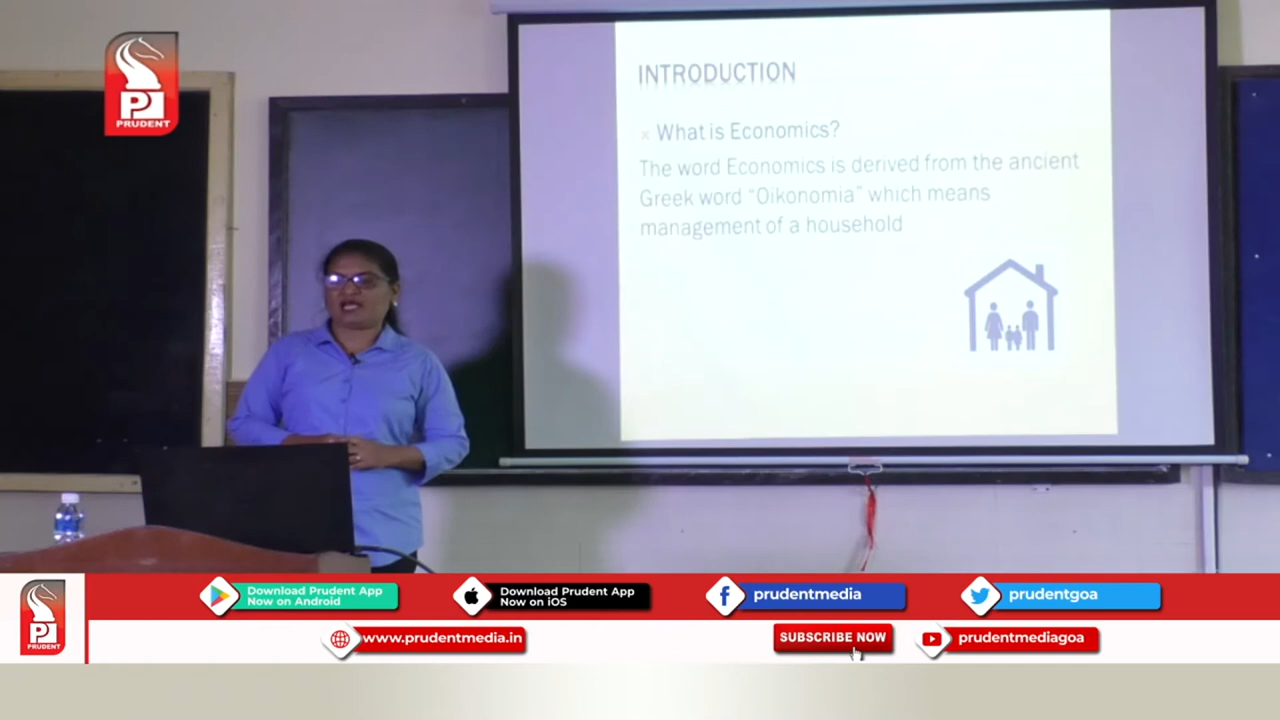 PRUDENT
INTRODUCTION
What is Economics?
The word Economics is derived from the ancient
Greek word “Oikonomia” which means
management of a household
PRUDENT
Download Prudent App
Now on Android
Download Prudent App
Now on iOS
prudentmedia
prudentgoa
www.prudentmedia.in
SUBSCRIBE NOW
prudentmediagoa